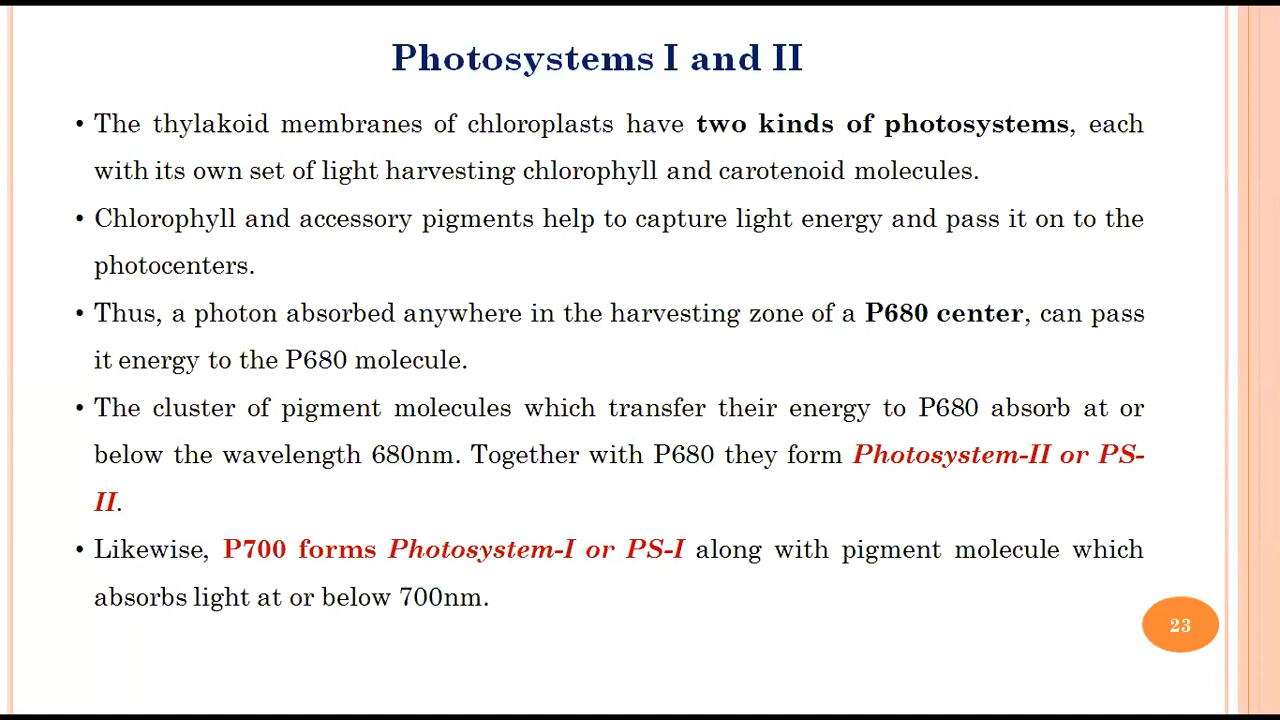 Photosystems I and II
• The thylakoid membranes of chloroplasts have two kinds of photosystems, each
with its own set of light harvesting chlorophyll and carotenoid molecules.
• Chlorophyll and accessory pigments help to capture light energy and pass it on to the
photocenters.
• Thus, a photon absorbed anywhere in the harvesting zone of a P680 center, can pass
it energy to the P680 molecule.
• The cluster of pigment molecules which transfer their energy to P680 absorb at or
below the wavelength 680nm. Together with P680 they form Photosystem-II or PS-
II.
• Likewise, P700 forms Photosystem-I or PS-I along with pigment molecule which
absorbs light at or below 700nm.
23